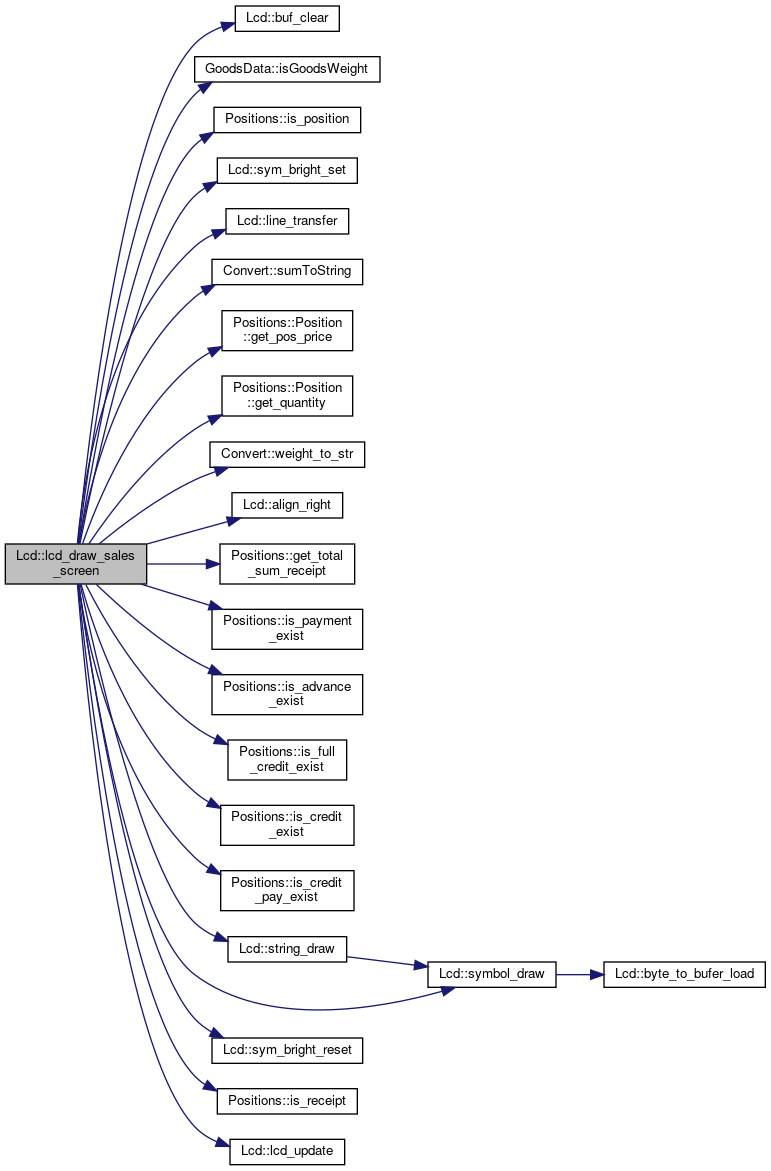 Lcd::buf_clear
GoodsData::isGoodsWeight
Positions::is_position
Lcd::sym_bright_set
Lcd::line_transfer
Convert::sumToString
Positions::Position
::get_pos_price
Positions::Position
::get_quantity
Convert::weight_to_str
Lcd::align_right
Lcd::lcd_draw_sales
_screen
Positions::get_total
_sum_receipt
Positions::is_payment
_exist
Positions::is_advance
_exist
Positions::is_full
_credit_exist
Positions::is_credit
_exist
Positions::is_credit
_pay_exist
Lcd::string_draw
Lcd::symbol_draw
Lcd::byte_to_bufer_load
Lcd::sym_bright_reset
Positions::is_receipt
Lcd::lcd_update